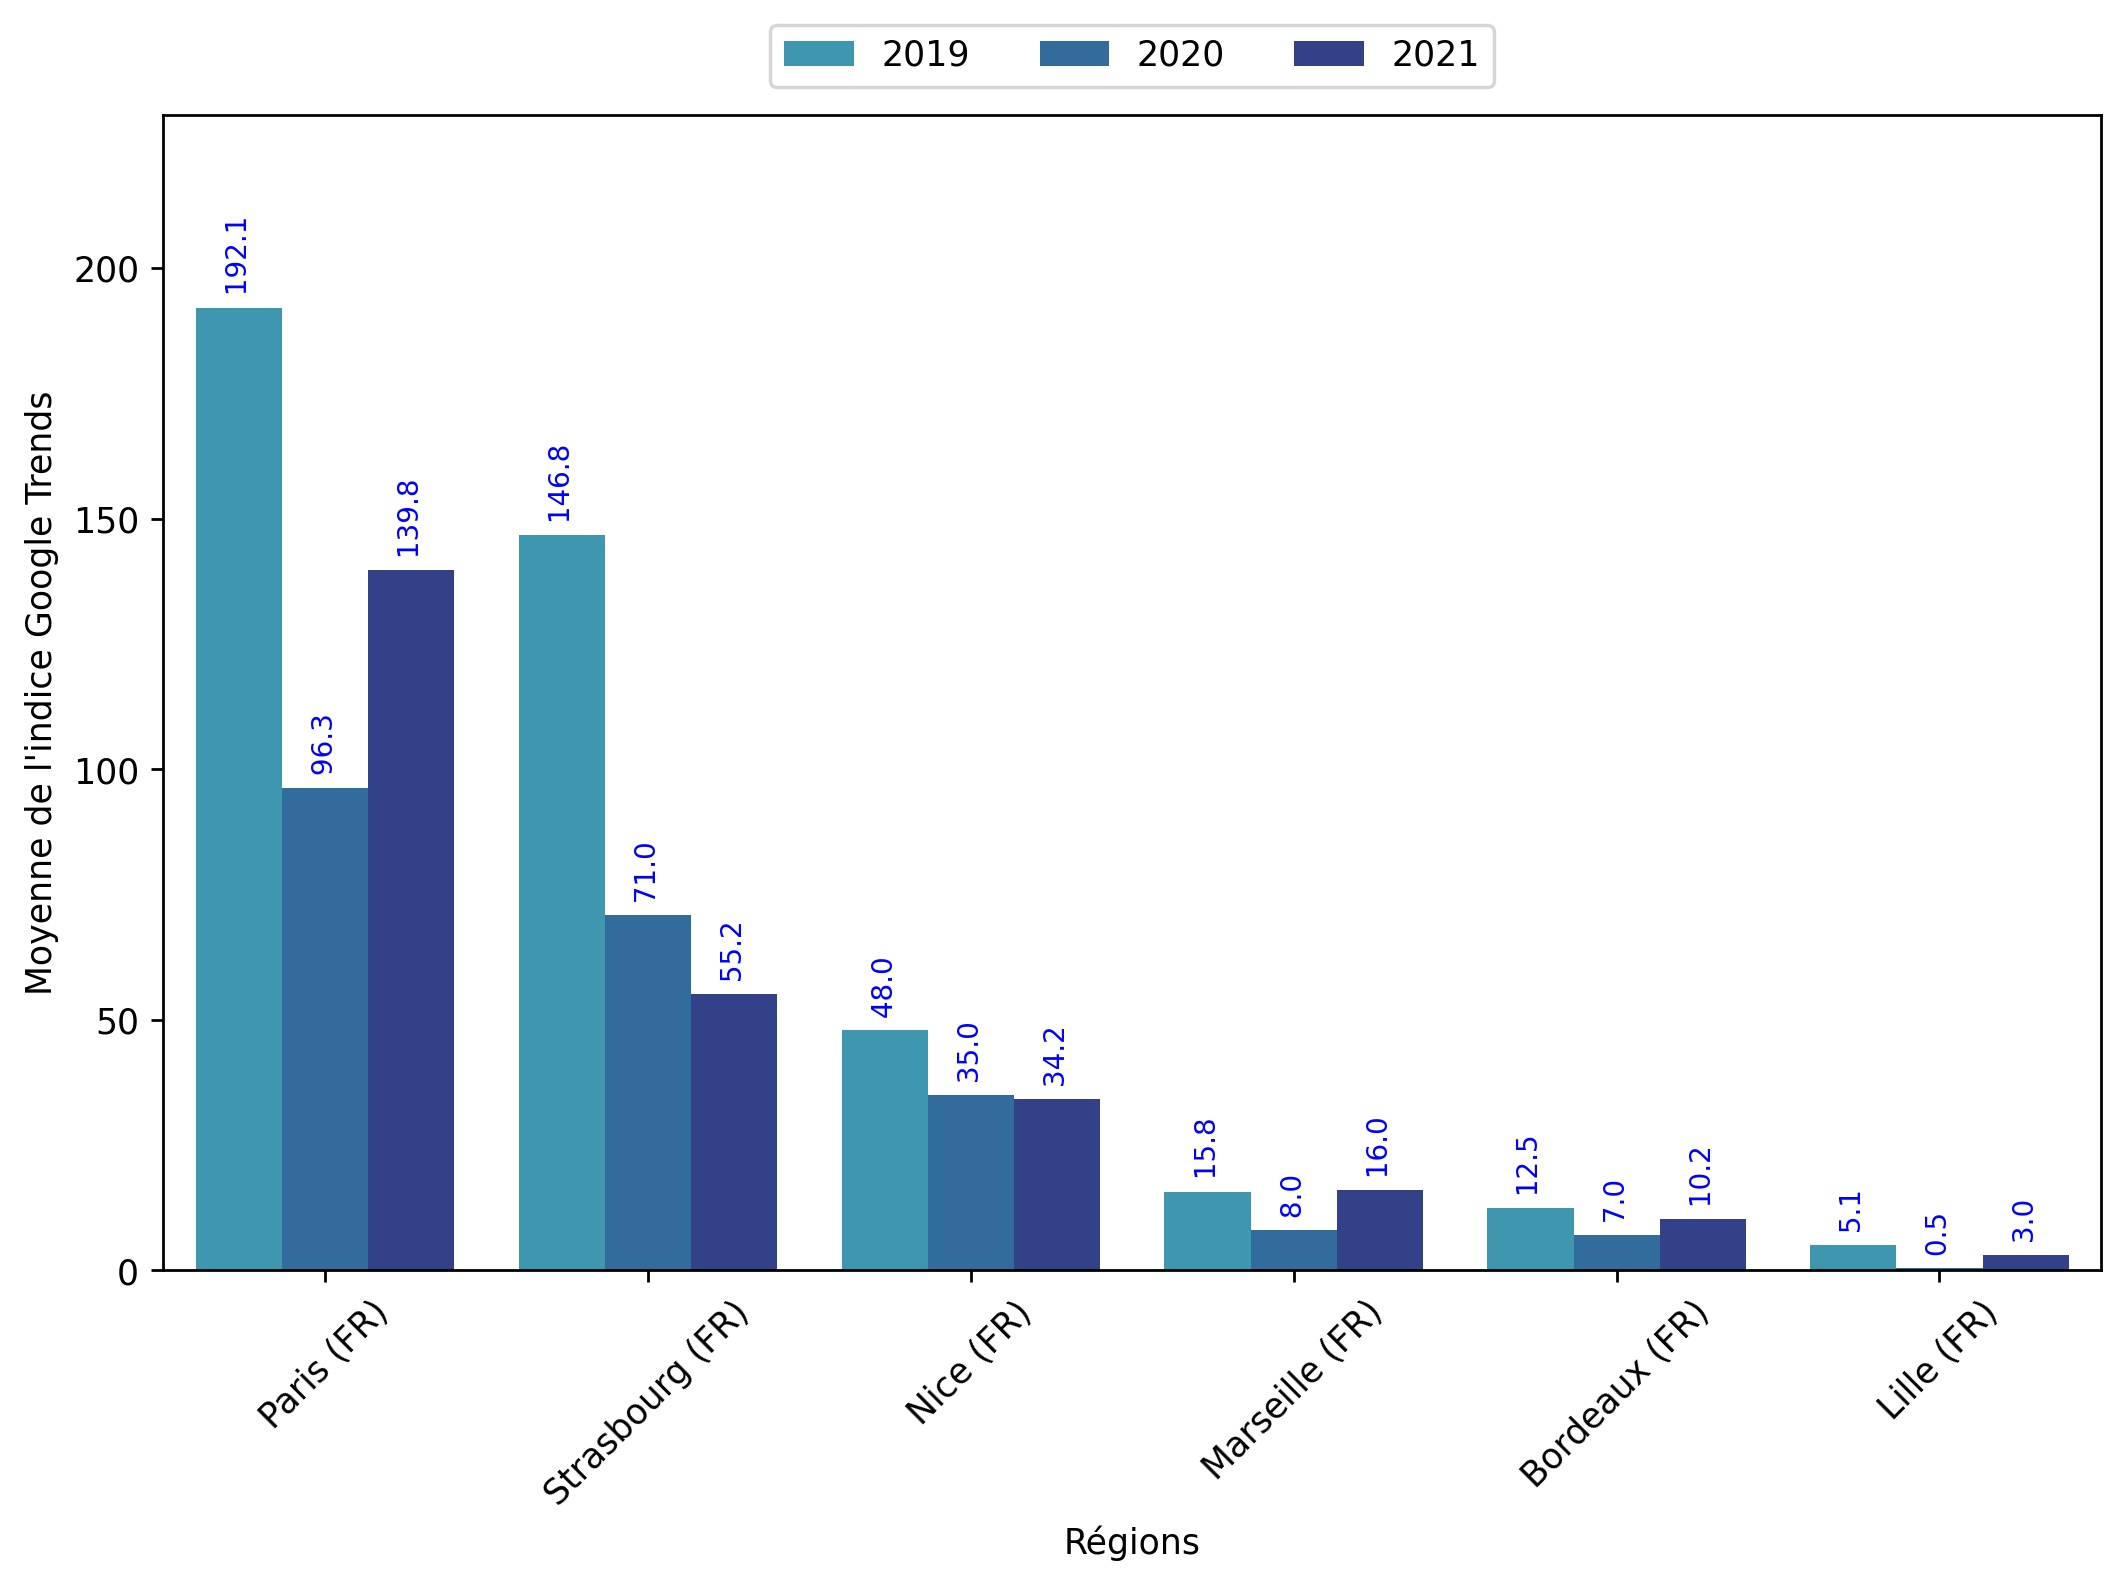 2019 2020 2021
Moyenne de l'indice Google Trends
200
150
100
50
0
192.1
96.3
139.8
146.8
71.0
55.2
48.0
35.0
34.2
15.8
8.0
16.0
12.5
7.0
10.2
5.1
0.5
3.0
Paris (FR)
Strasbourg (FR)
Nice (FR)
Marseille (FR)
Bordeaux (FR)
Lille (FR)
Régions